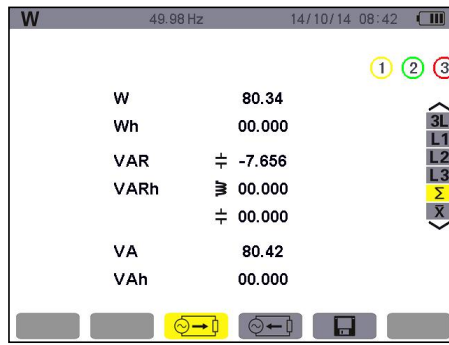 W 49.98 Hz 14/10/14 08:42
1 2 3
W 80.34
Wh 00.000
VAR -7.656
VARh 00.000
00.000
VA 80.42
VAh 00.000
3L
L1
L2
L3
Σ
X̄